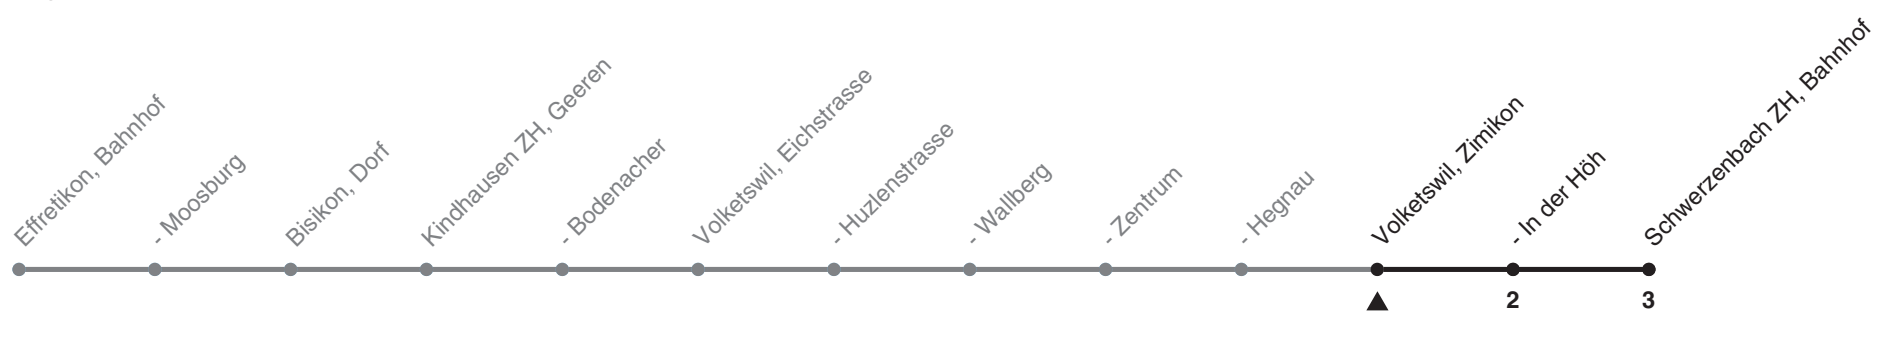 Effretikon, Bahnhof
- Moosburg
Bisikon, Dorf
Kindhausen ZH, Geeren
- Bodenacher
Volketswil, Eichstrasse
- Huzlenstrasse
- Wallberg
- Zentrum
- Hegnau
Volketswil, Zimikon
- In der Höh
Schwerzenbach ZH, Bahnhof
2
3